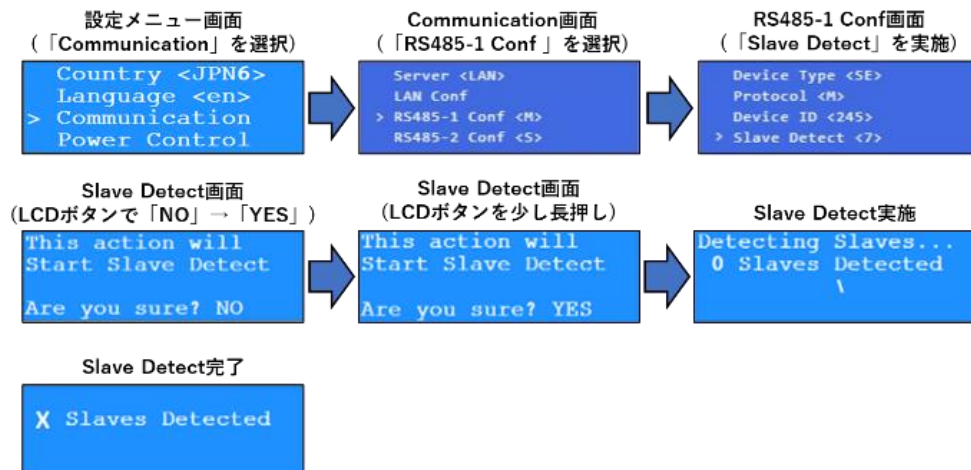 設定メニュー画面
(「Communication」を選択)
Country <JPN6>
Language <en>
> Communication
Power Control
Communication画面
(「RS485-1 Conf 」を選択)
Server <LAN>
LAN Conf
> RS485-1 Conf <M>
RS485-2 Conf <S>
RS485-1 Conf画面
(「Slave Detect」を実施)
Device Type <SE>
Protocol <M>
Device ID <245>
> Slave Detect <7>
Slave Detect画面
(LCDボタンで「NO」→「YES」)
This action will
Start Slave Detect
Are you sure? NO
Slave Detect画面
(LCDボタンを少し長押し)
This action will
Start Slave Detect
Are you sure? YES
Slave Detect実施
Detecting Slaves...
0 Slaves Detected
\
Slave Detect完了
X Slaves Detected